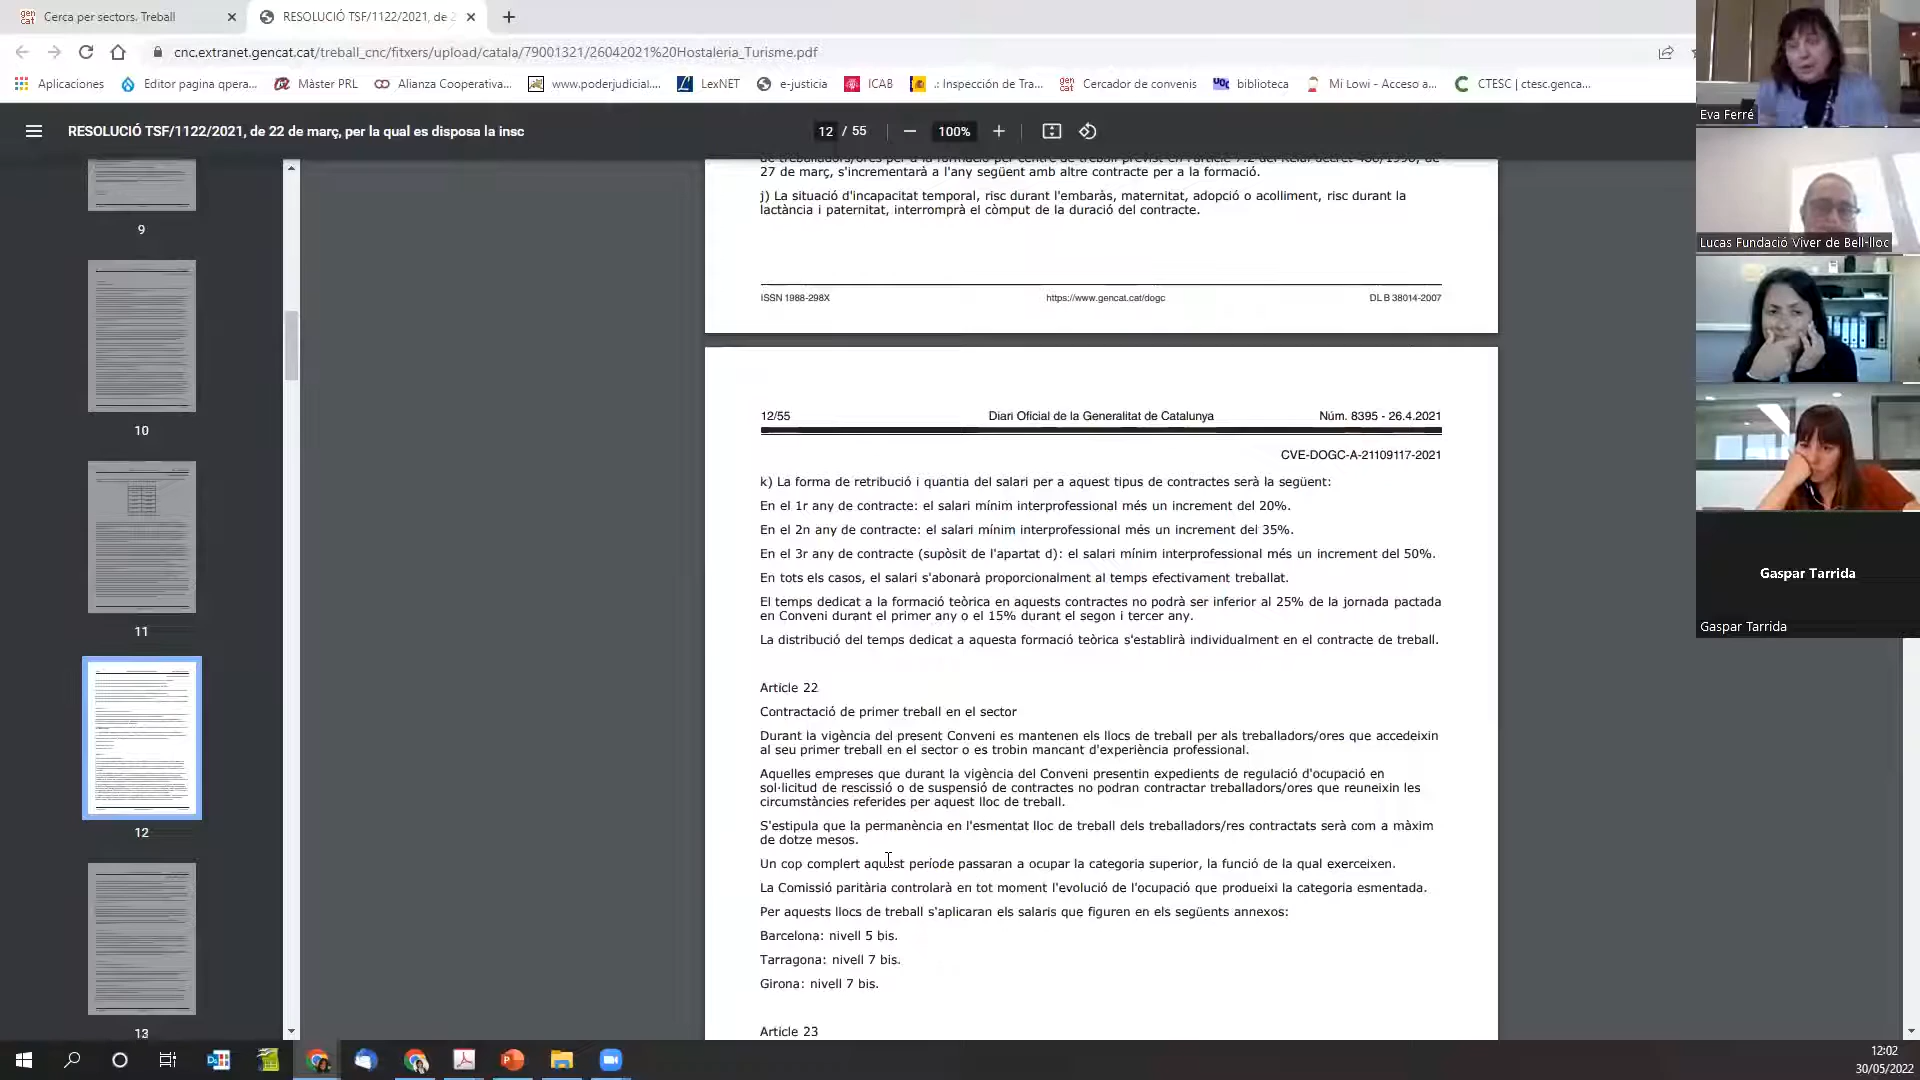 Cerca per sectors. Treball
RESOLUCIÓ TSF/1122/2021, de 2
cnc.extranet.gencat.cat/treball_cnc/fitxers/upload/catala/79001321/26042021%20Hostaleria_Turisme.pdf
Aplicaciones
Editor pagina qpera...
Màster PRL
Alianza Cooperativa...
www.poderjudicial....
LexNET
e-justicia
ICAB
.: Inspección de Tra...
Cercador de convenis
biblioteca
Mi Lowi - Acceso a...
CTESC | ctesc.genca...
RESOLUCIÓ TSF/1122/2021, de 22 de març, per la qual es disposa la insc
12 / 55
100%
9
10
11
12
13
27 de març, s'incrementarà a l'any següent amb altre contracte per a la formació.
j) La situació d'incapacitat temporal, risc durant l'embaràs, maternitat, adopció o acolliment, risc durant la
lactància i paternitat, interromprà el còmput de la duració del contracte.
ISSN 1988-298X
https://www.gencat.cat/dogc
DL B 38014-2007
12/55
Diari Oficial de la Generalitat de Catalunya
Núm. 8395 - 26.4.2021
CVE-DOGC-A-21109117-2021
k) La forma de retribució i quantia del salari per a aquest tipus de contractes serà la següent:
En el 1r any de contracte: el salari mínim interprofessional més un increment del 20%.
En el 2n any de contracte: el salari mínim interprofessional més un increment del 35%.
En el 3r any de contracte (supòsit de l'apartat d): el salari mínim interprofessional més un increment del 50%.
En tots els casos, el salari s'abonarà proporcionalment al temps efectivament treballat.
El temps dedicat a la formació teòrica en aquests contractes no podrà ser inferior al 25% de la jornada pactada
en Conveni durant el primer any o el 15% durant el segon i tercer any.
La distribució del temps dedicat a aquesta formació teòrica s'establirà individualment en el contracte de treball.
Article 22
Contractació de primer treball en el sector
Durant la vigència del present Conveni es mantenen els llocs de treball per als treballadors/ores que accedeixin
al seu primer treball en el sector o es trobin mancant d'experiència professional.
Aquelles empreses que durant la vigència del Conveni presentin expedients de regulació d'ocupació en
sol·licitud de rescissió o de suspensió de contractes no podran contractar treballadors/ores que reuneixin les
circumstàncies referides per aquest lloc de treball.
S'estipula que la permanència en l'esmentat lloc de treball dels treballadors/res contractats serà com a màxim
de dotze mesos.
Un cop complert aquest període passaran a ocupar la categoria superior, la funció de la qual exerceixen.
La Comissió paritària controlarà en tot moment l'evolució de l'ocupació que produeixi la categoria esmentada.
Per aquests llocs de treball s'aplicaran els salaris que figuren en els següents annexos:
Barcelona: nivell 5 bis.
Tarragona: nivell 7 bis.
Girona: nivell 7 bis.
Article 23
Eva Ferré
Lucas Fundació Viver de Bell-lloc
Gaspar Tarrida
Gaspar Tarrida
12:02
30/05/2022